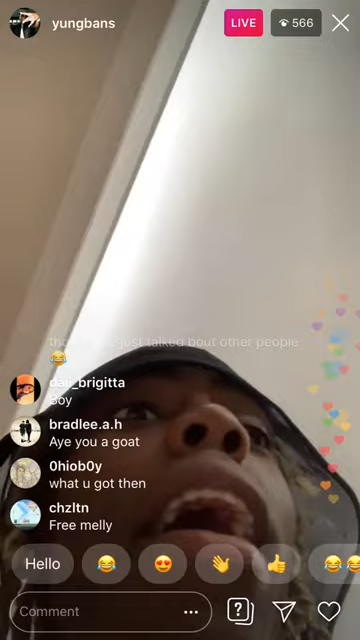 yungbans
LIVE
566
just talked bout other people
😂
brigitta
Boy
bradlee.a.h
Aye you a goat
0hiob0y
what u got then
chzltn
Free melly
Hello 😂 😍 👋 👍 😂😂
Comment